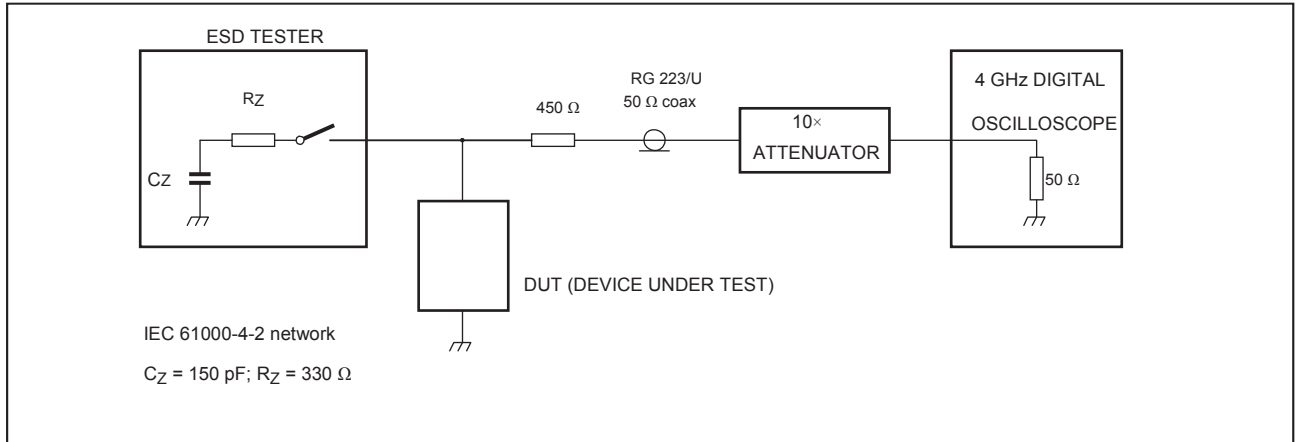 ESD TESTER
RZ
CZ
450 Ω
RG 223/U
50 Ω coax
10×
ATTENUATOR
4 GHz DIGITAL
OSCILLOSCOPE
50 Ω
DUT (DEVICE UNDER TEST)
IEC 61000-4-2 network
CZ = 150 pF; RZ = 330 Ω